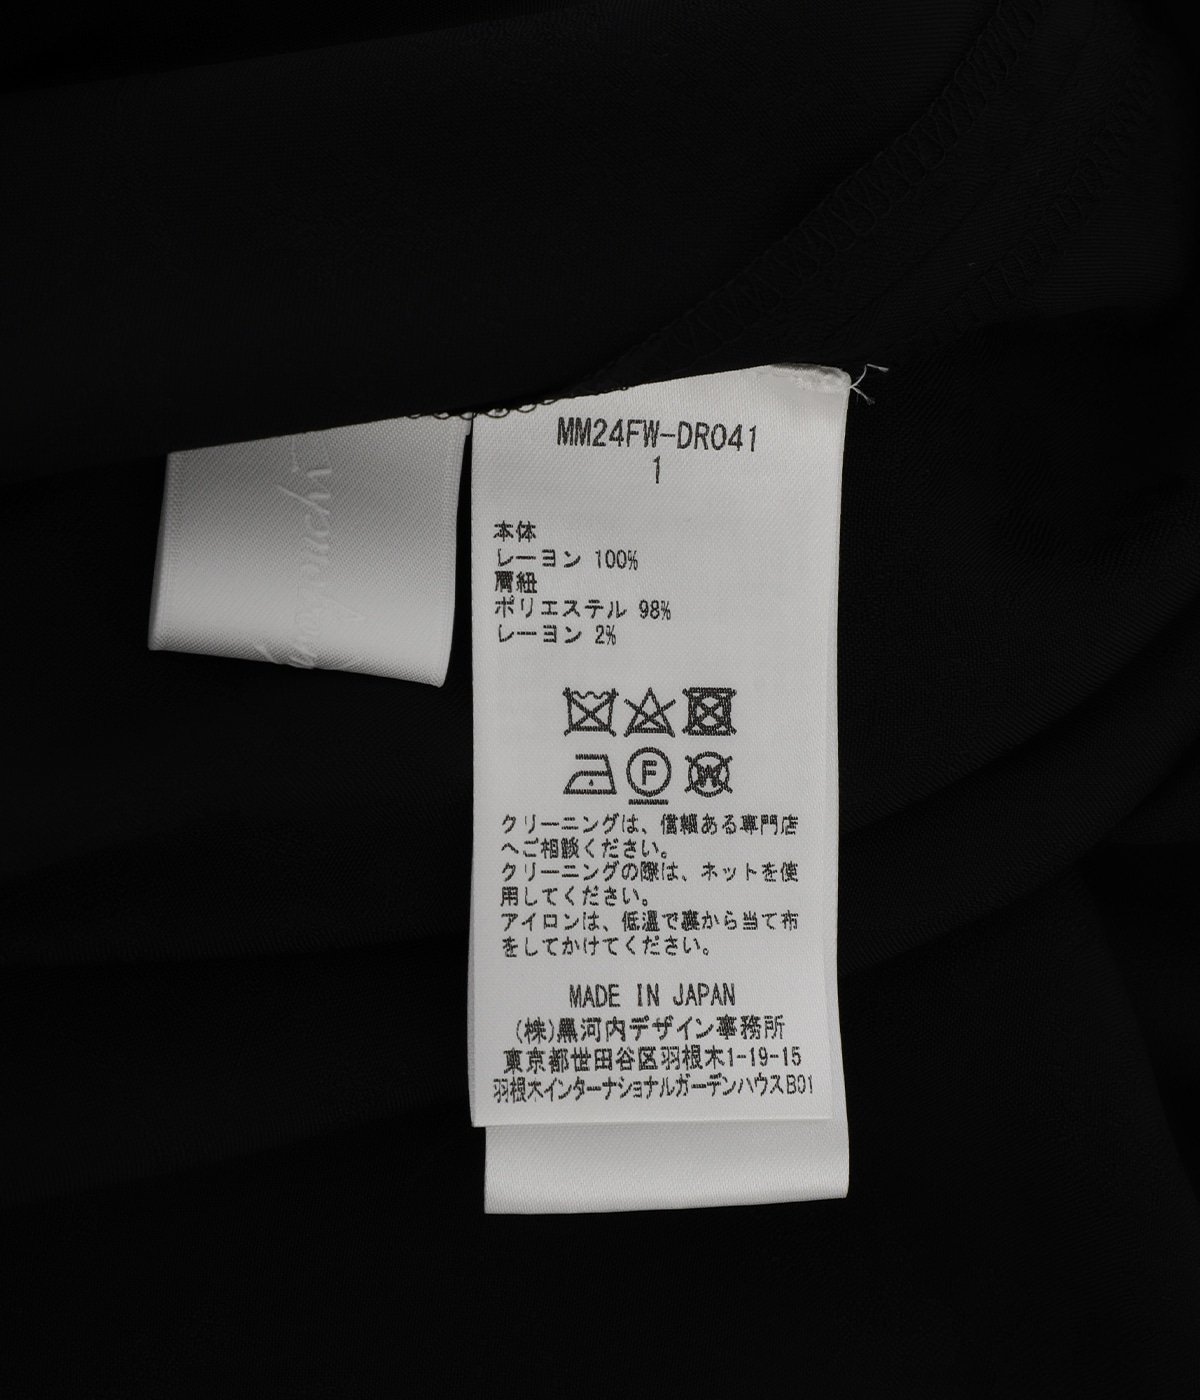 MM24FW-DR041
1
本体
レーヨン 100%
肩紐
ポリエステル 98%
レーヨン 2%
F
W
クリーニングは、信頼ある専門店
へご相談ください。
クリーニングの際は、ネットを使
用してください。
アイロンは、低温で裏から当て布
をしてかけてください。
MADE IN JAPAN
(株)黒河内デザイン事務所
東京都世田谷区羽根木1-19-15
羽根木インターナショナルガーデンハウスB01